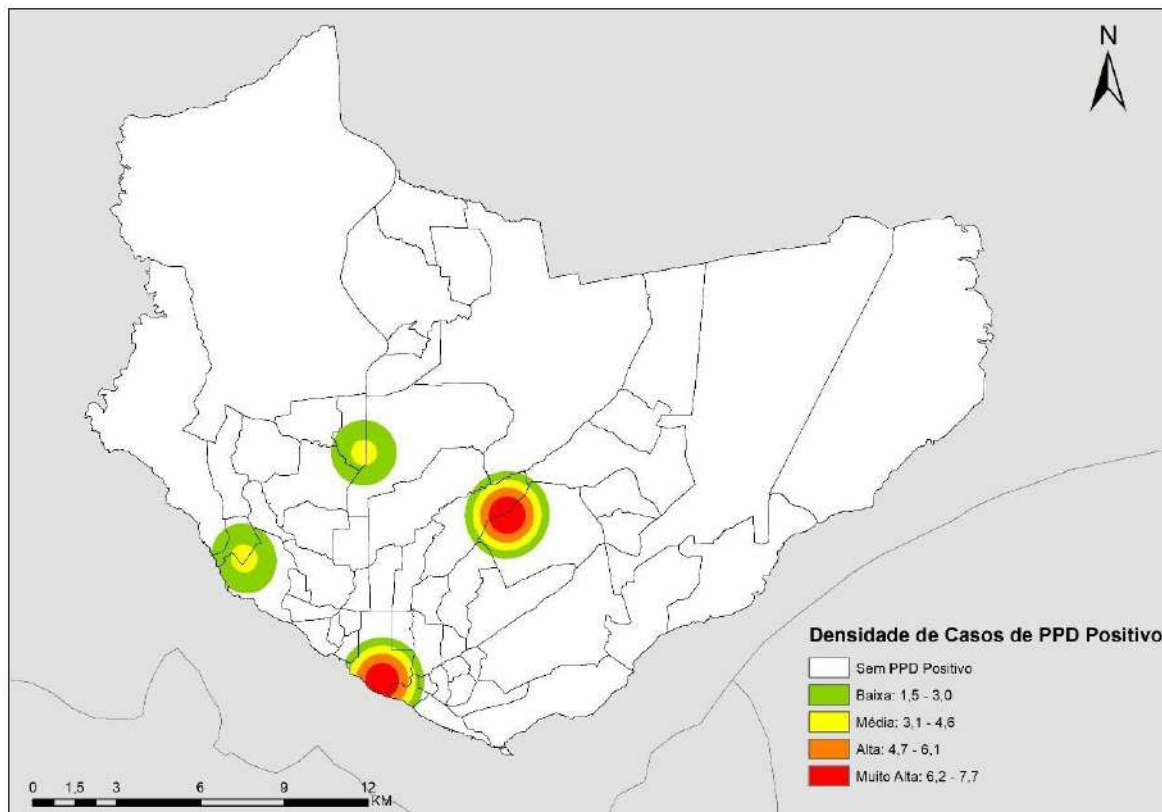 N
Densidade de Casos de PPD Positivo
Sem PPD Positivo
Baixa: 1,5 - 3,0
Média: 3,1 - 4,6
Alta: 4,7 - 6,1
Muito Alta: 6,2 - 7,7
0 1,5 3 6 9 12
KM